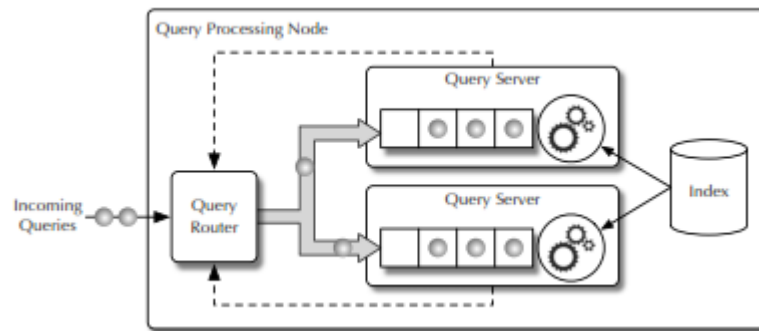 Query Processing Node
Query Server
Incoming
Queries
Query
Router
Index
Query Server